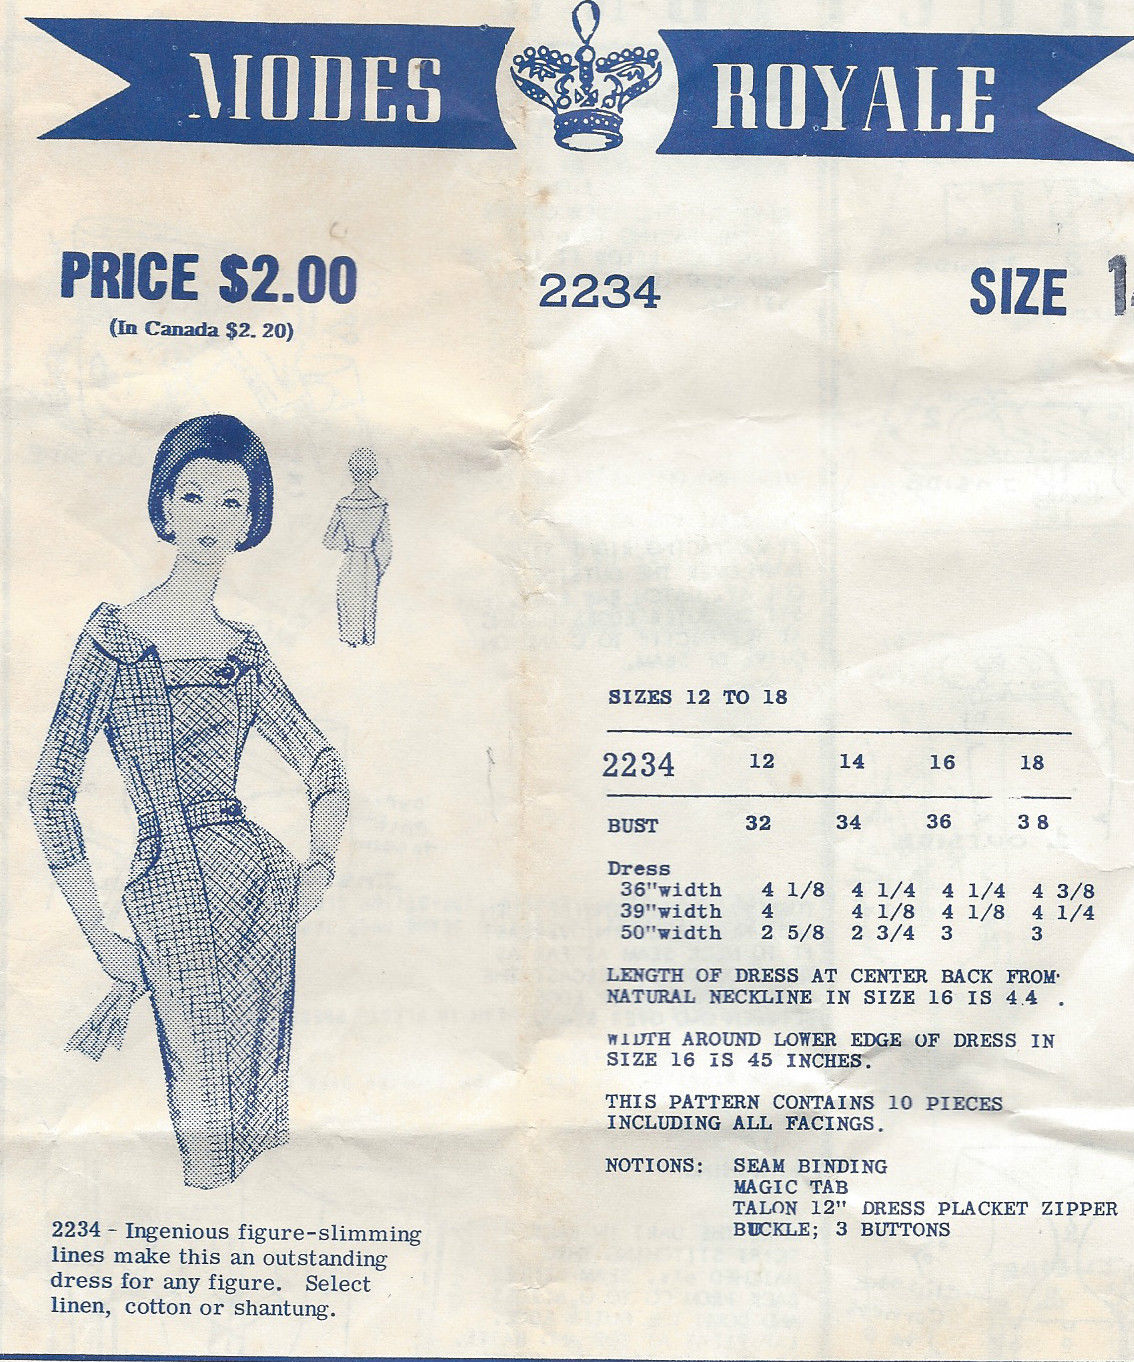 MODES ROYALE
PRICE $2.00
(In Canada $2. 20)
2234
SIZE
SIZES 12 TO 18
2234 12 14 16 18
BUST 32 34 36 38
Dress
36"width 4 1/8 4 1/4 4 1/4 4 3/8
39"width 4 4 1/8 4 1/8 4 1/4
50"width 2 5/8 2 3/4 3 3
LENGTH OF DRESS AT CENTER BACK FROM
NATURAL NECKLINE IN SIZE 16 IS 44 .
WIDTH AROUND LOWER EDGE OF DRESS IN
SIZE 16 IS 45 INCHES.
THIS PATTERN CONTAINS 10 PIECES
INCLUDING ALL FACINGS.
NOTIONS: SEAM BINDING
MAGIC TAB
TALON 12" DRESS PLACKET ZIPPER
BUCKLE; 3 BUTTONS
2234 - Ingenious figure-slimming
lines make this an outstanding
dress for any figure. Select
linen, cotton or shantung.